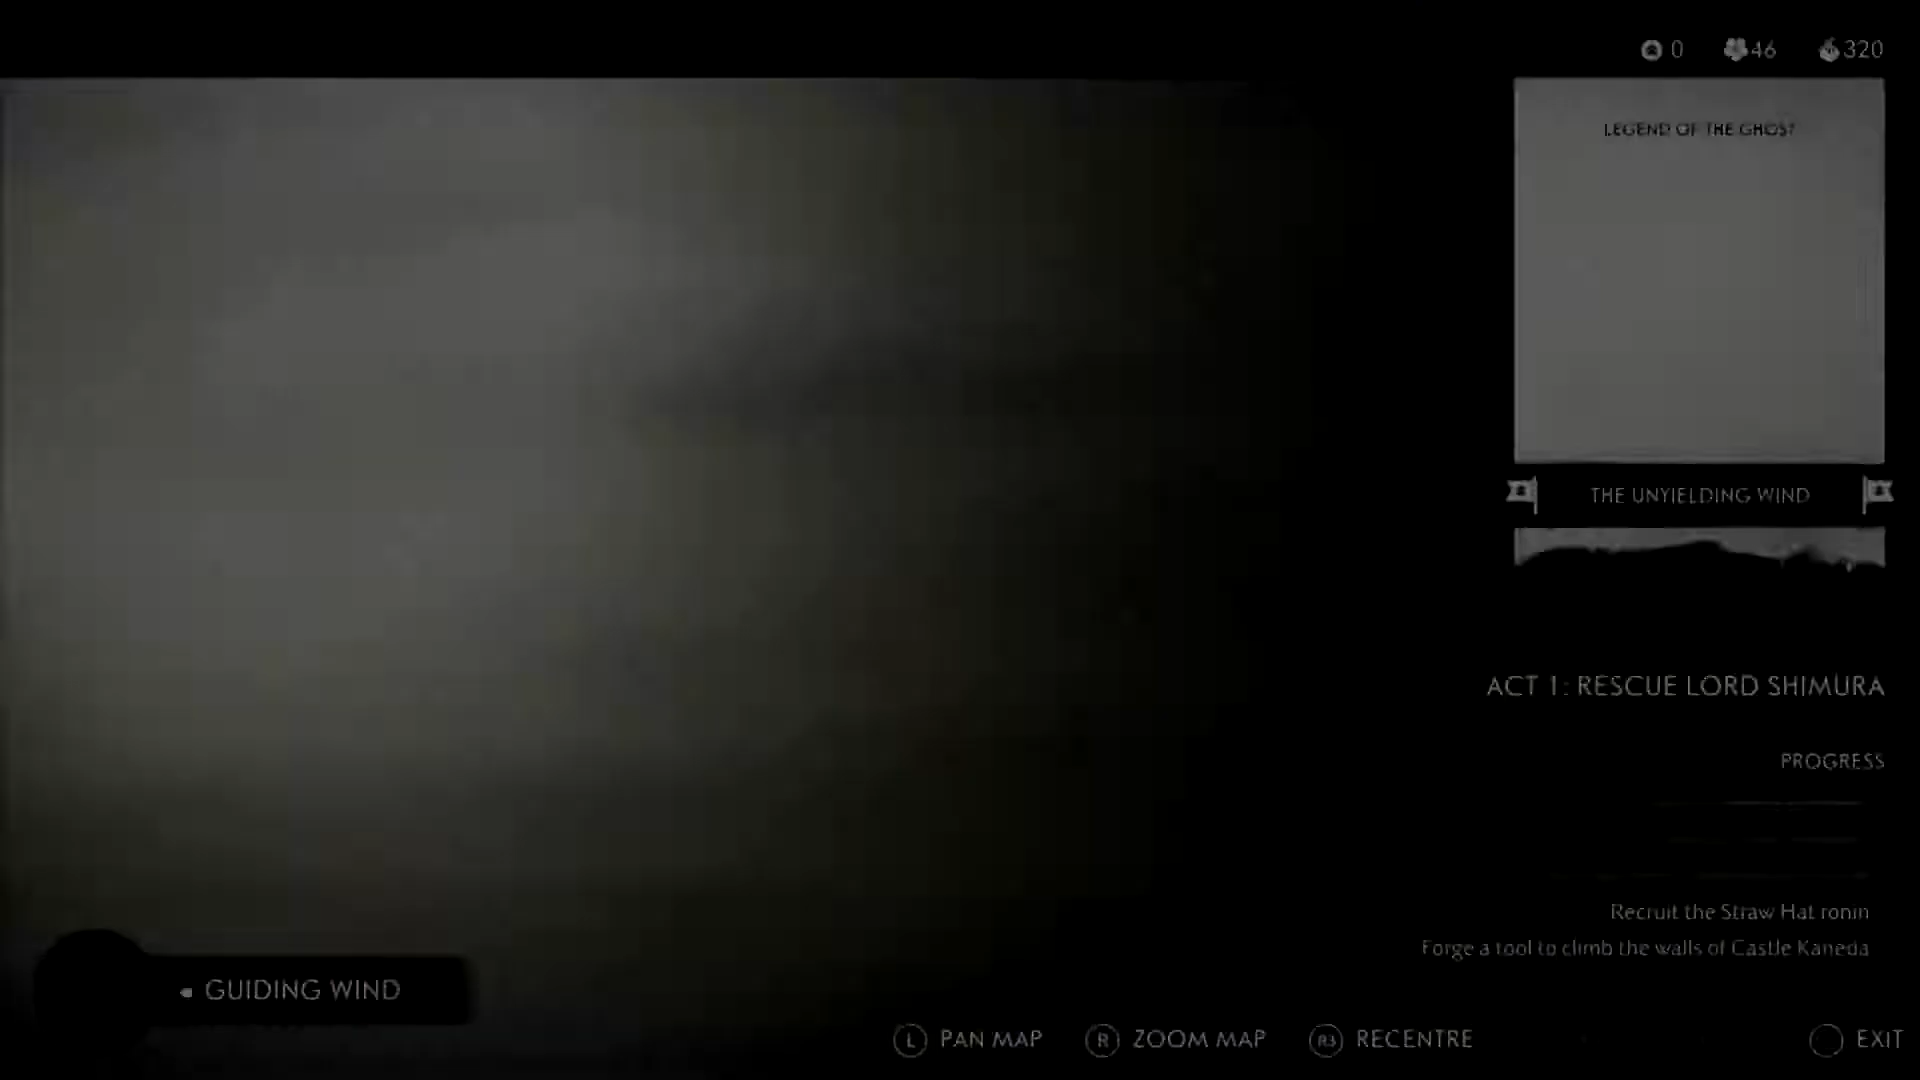 0 46 320
LEGEND OF THE GHOST
THE UNYIELDING WIND
ACT 1: RESCUE LORD SHIMURA
PROGRESS
Recruit the Straw Hat ronin
Forge a tool to climb the walls of Castle Kaneda
GUIDING WIND
L PAN MAP R ZOOM MAP R3 RECENTRE EXIT